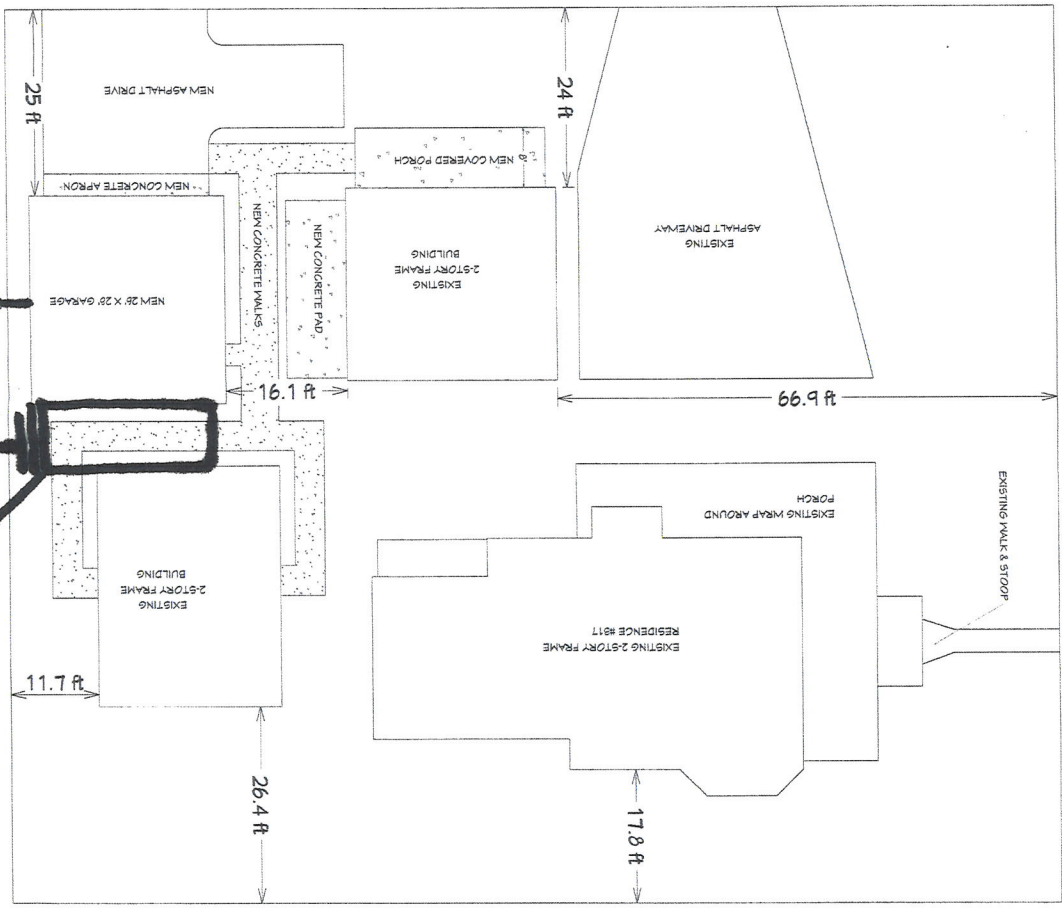 25 ft
NEW ASPHALT DRIVE
24 ft
NEW COVERED PORCH
8'
NEW CONCRETE APRON
NEW CONCRETE WALKS
NEW CONCRETE PAD
EXISTING
2-STORY FRAME
BUILDING
EXISTING
ASPHALT DRIVEWAY
NEW 26' X 28' GARAGE
16.1 ft
66.9 ft
EXISTING WRAP AROUND
PORCH
EXISTING WALK & STOOP
EXISTING
2-STORY FRAME
BUILDING
EXISTING 2-STORY FRAME
RESIDENCE #817
11.7 ft
26.4 ft
17.8 ft